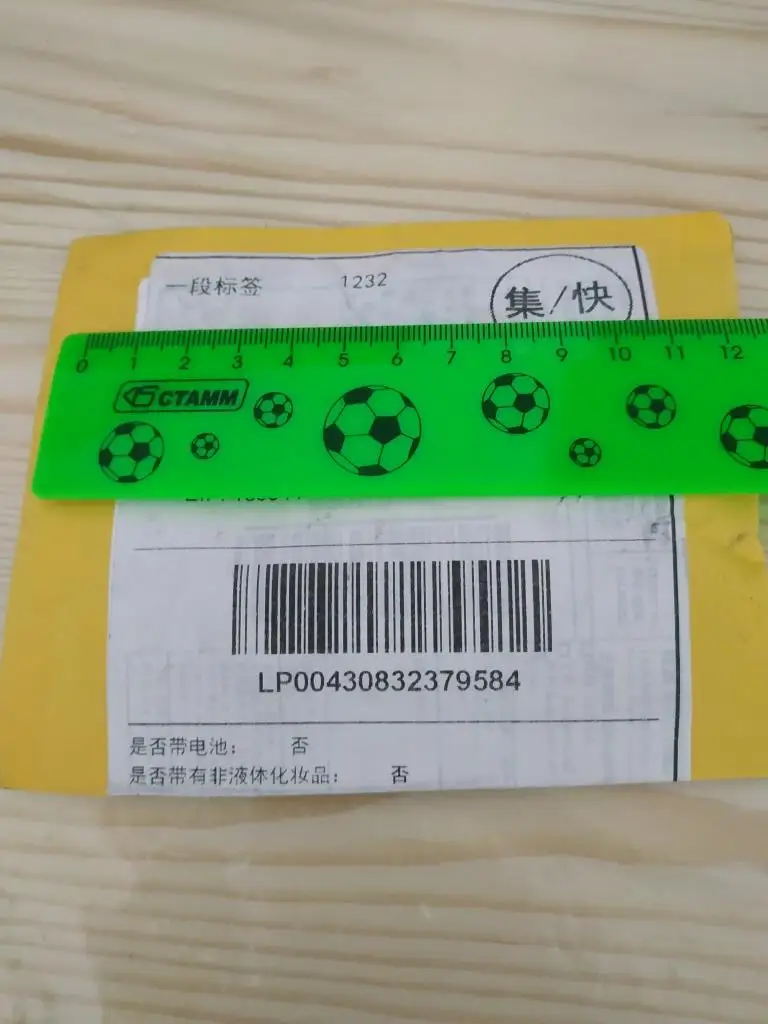 一段标签 1232
集/快
0 1 2 3 4 5 6 7 8 9 10 11 12
СТАММ
LP00430832379584
是否带电池： 否
是否带有非液体化妆品： 否